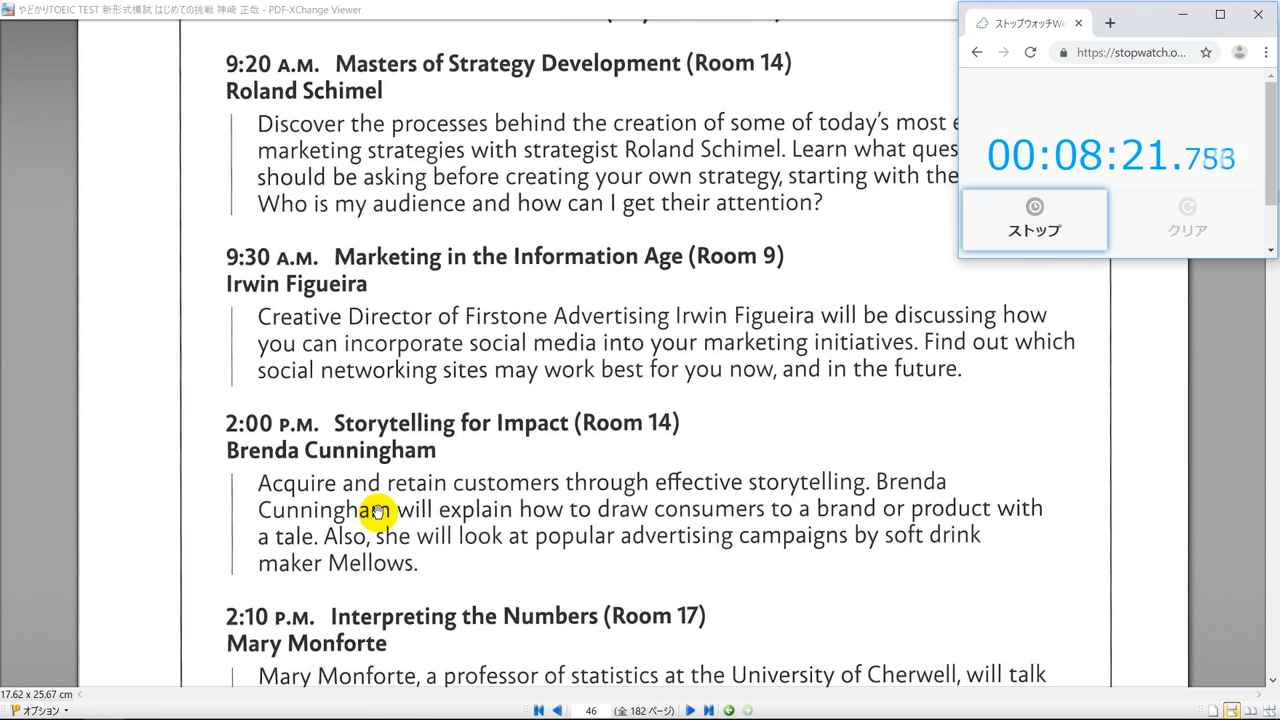 やどかりTOEIC TEST 新形式模試 はじめての挑戦 神崎 正哉 - PDF-XChange Viewer
ストップウォッチWe
https://stopwatch.o...
00:08:21.
ストップ
クリア
9:20 A.M. Masters of Strategy Development (Room 14)
Roland Schimel
Discover the processes behind the creation of some of today's most e
marketing strategies with strategist Roland Schimel. Learn what ques
should be asking before creating your own strategy, starting with the
Who is my audience and how can I get their attention?
9:30 A.M. Marketing in the Information Age (Room 9)
Irwin Figueira
Creative Director of Firstone Advertising Irwin Figueira will be discussing how
you can incorporate social media into your marketing initiatives. Find out which
social networking sites may work best for you now, and in the future.
2:00 P.M. Storytelling for Impact (Room 14)
Brenda Cunningham
Acquire and retain customers through effective storytelling. Brenda
Cunningham will explain how to draw consumers to a brand or product with
a tale. Also, she will look at popular advertising campaigns by soft drink
maker Mellows.
2:10 P.M. Interpreting the Numbers (Room 17)
Mary Monforte
Mary Monforte, a professor of statistics at the University of Cherwell, will talk
17.62 x 25.67 cm
オプション
46 (全 182 ページ)